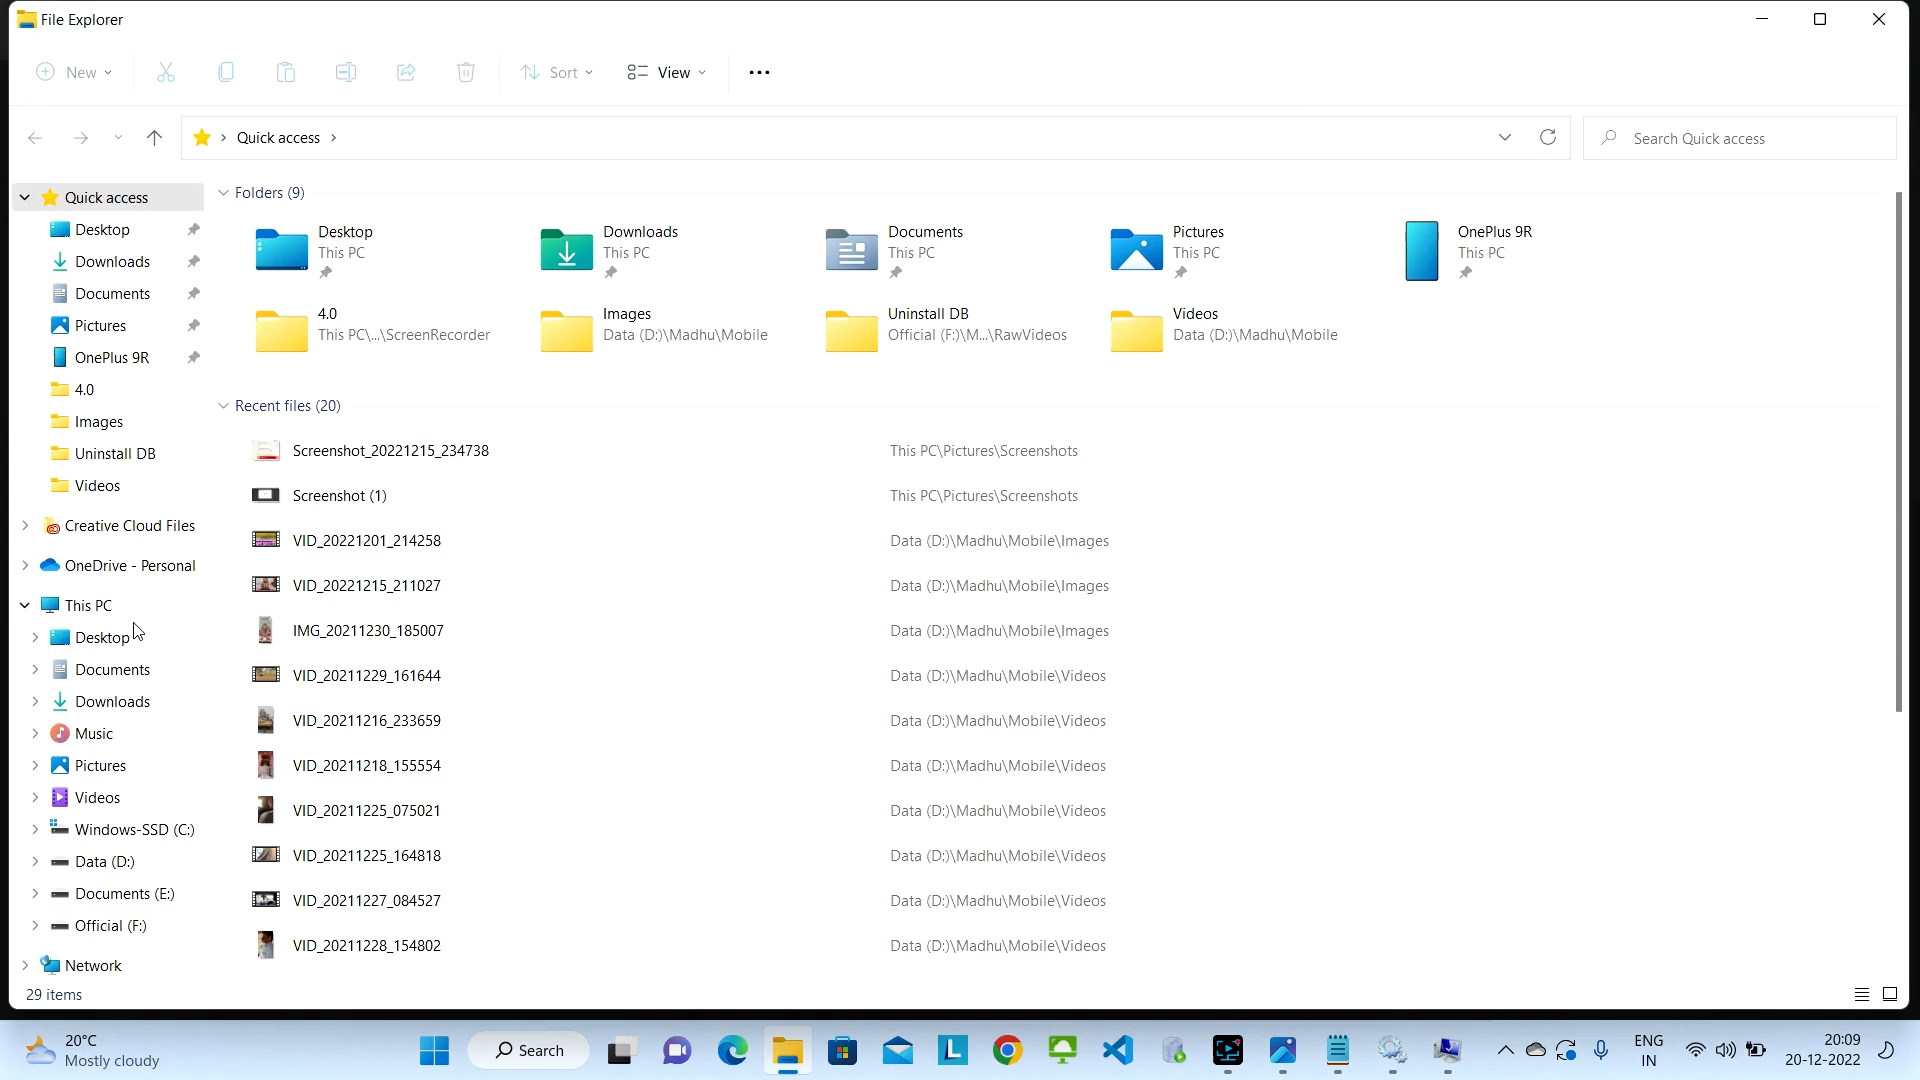 File Explorer
New
Sort
View
Quick access
Search Quick access
Quick access
Desktop
Downloads
Documents
Pictures
OnePlus 9R
4.0
Images
Uninstall DB
Videos
Creative Cloud Files
OneDrive - Personal
This PC
Desktop
Documents
Downloads
Music
Pictures
Videos
Windows-SSD (C:)
Data (D:)
Documents (E:)
Official (F:)
Network
Folders (9)
Desktop
This PC
Downloads
This PC
Documents
This PC
Pictures
This PC
OnePlus 9R
This PC
4.0
This PC\...\ScreenRecorder
Images
Data (D:)\Madhu\Mobile
Uninstall DB
Official (F:)\M...\RawVideos
Videos
Data (D:)\Madhu\Mobile
Recent files (20)
Screenshot_20221215_234738 This PC\Pictures\Screenshots
Screenshot (1) This PC\Pictures\Screenshots
VID_20221201_214258 Data (D:)\Madhu\Mobile\Images
VID_20221215_211027 Data (D:)\Madhu\Mobile\Images
IMG_20211230_185007 Data (D:)\Madhu\Mobile\Images
VID_20211229_161644 Data (D:)\Madhu\Mobile\Videos
VID_20211216_233659 Data (D:)\Madhu\Mobile\Videos
VID_20211218_155554 Data (D:)\Madhu\Mobile\Videos
VID_20211225_075021 Data (D:)\Madhu\Mobile\Videos
VID_20211225_164818 Data (D:)\Madhu\Mobile\Videos
VID_20211227_084527 Data (D:)\Madhu\Mobile\Videos
VID_20211228_154802 Data (D:)\Madhu\Mobile\Videos
29 items
20°C
Mostly cloudy
Search
L
ENG
IN
20:09
20-12-2022